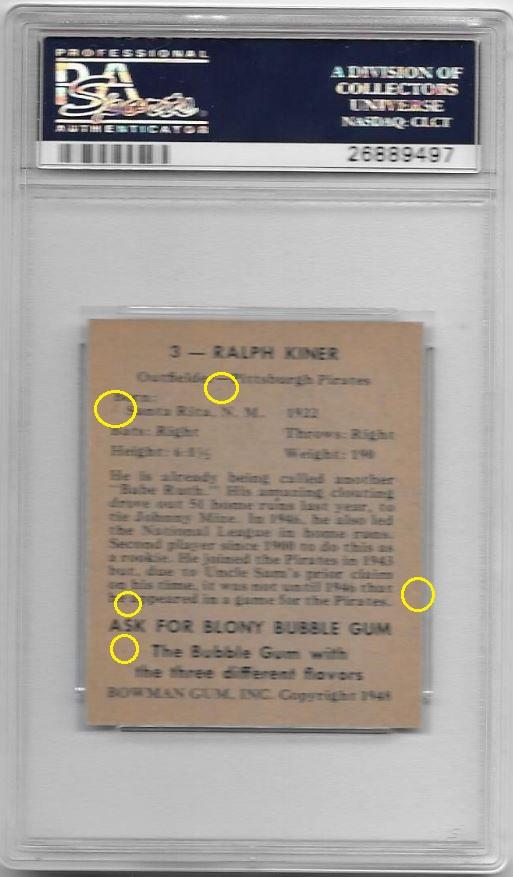 PROFESSIONAL
PSA
Sports
AUTHENTICATOR
A DIVISION OF
COLLECTORS
UNIVERSE
NASDAQ: CLCT
26889497
3 — RALPH KINER
Outfielder—Pittsburgh Pirates
Born:
Santa Rita, N. M. 1922
Bats: Right Throws: Right
Height: 6:1½ Weight: 190
He is already being called another
"Babe Ruth." His amazing clouting
drove out 51 home runs last year, to
tie Johnny Mize. In 1946, he also led
the National League in home runs.
Second player since 1900 to do this as
a rookie. He joined the Pirates in 1943
but, due to Uncle Sam's prior claim
on his time, it was not until 1946 that
he appeared in a game for the Pirates.
ASK FOR BLONY BUBBLE GUM
The Bubble Gum with
the three different flavors
BOWMAN GUM, INC. Copyright 1948